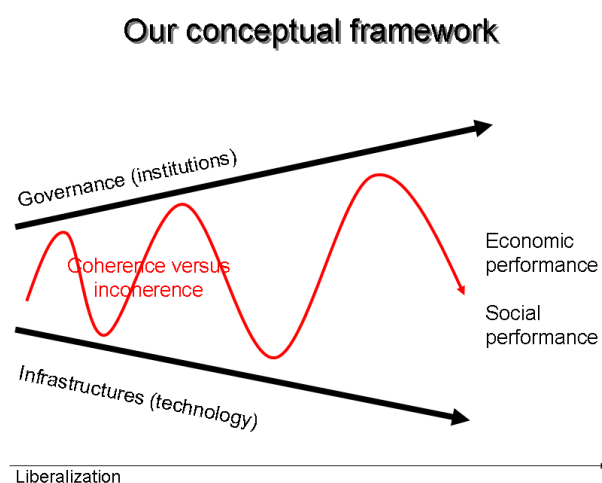 Our conceptual framework
Governance (institutions)
Coherence versus
incoherence
Economic
performance
Social
performance
Infrastructures (technology)
Liberalization